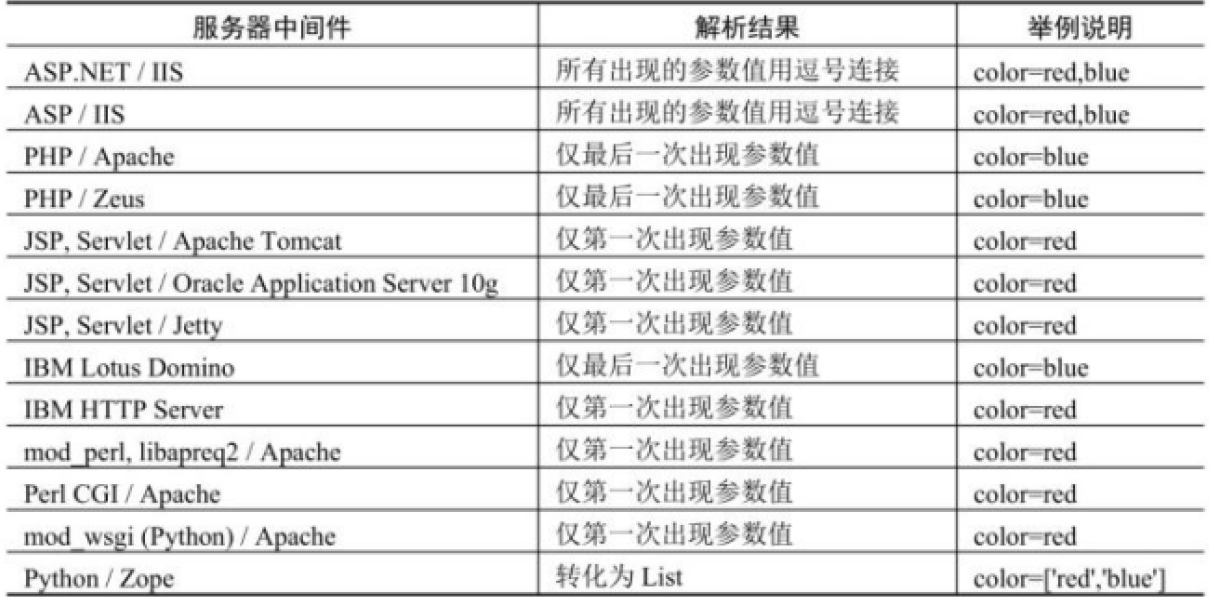 服务器中间件 解析结果 举例说明
ASP.NET / IIS 所有出现的参数值用逗号连接 color=red,blue
ASP / IIS 所有出现的参数值用逗号连接 color=red,blue
PHP / Apache 仅最后一次出现参数值 color=blue
PHP / Zeus 仅最后一次出现参数值 color=blue
JSP, Servlet / Apache Tomcat 仅第一次出现参数值 color=red
JSP, Servlet / Oracle Application Server 10g 仅第一次出现参数值 color=red
JSP, Servlet / Jetty 仅第一次出现参数值 color=red
IBM Lotus Domino 仅最后一次出现参数值 color=blue
IBM HTTP Server 仅第一次出现参数值 color=red
mod_perl, libapreq2 / Apache 仅第一次出现参数值 color=red
Perl CGI / Apache 仅第一次出现参数值 color=red
mod_wsgi (Python) / Apache 仅第一次出现参数值 color=red
Python / Zope 转化为 List color=['red','blue']